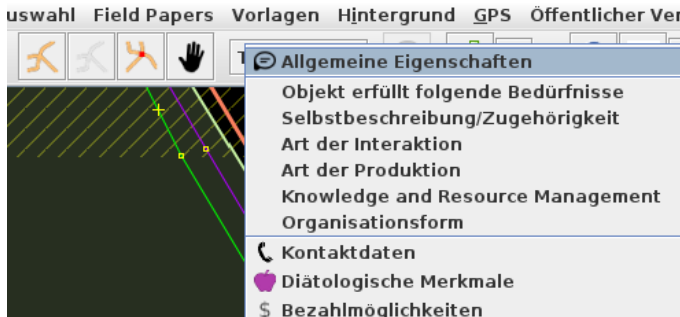 uswahl Field Papers Vorlagen Hintergrund GPS Öffentlicher Ver
Allgemeine Eigenschaften
Objekt erfüllt folgende Bedürfnisse
Selbstbeschreibung/Zugehörigkeit
Art der Interaktion
Art der Produktion
Knowledge and Resource Management
Organisationsform
Kontaktdaten
Diätologische Merkmale
$ Bezahlmöglichkeiten